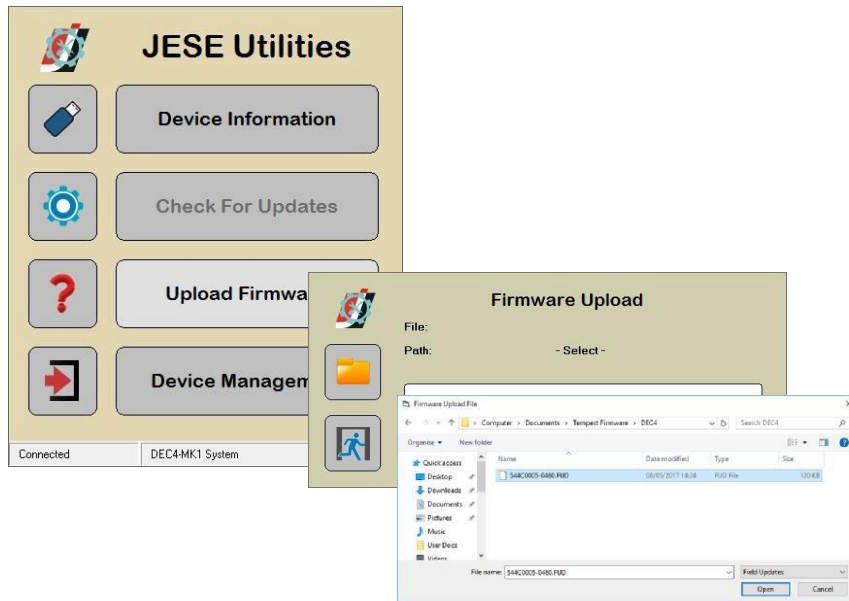 JESE Utilities
Device Information
Check For Updates
Upload Firmwa
Device Managem
Connected
DEC4-MK1 System
Firmware Upload
File:
Path:
- Select -
Firmware Upload File
Computer > Documents > Tempest Firmware > DEC4
Search DEC4
Organise
New folder
Name
Date modified
Type
Size
Quick access
Desktop
Downloads
Documents
Pictures
Music
User Docs
Videos
544C0005-0460.FUD
08/05/2017 14:24
FUD File
120 KB
File name:
544C0005-0460.FUD
Field Updates
Open
Cancel